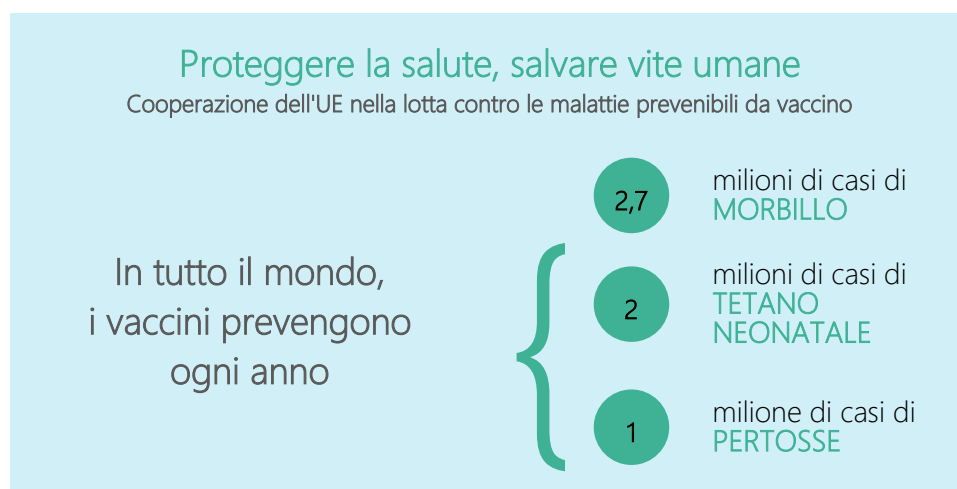 Proteggere la salute, salvare vite umane
Cooperazione dell'UE nella lotta contro le malattie prevenibili da vaccino
In tutto il mondo,
i vaccini prevengono
ogni anno
2,7
milioni di casi di
MORBILLO
2
milioni di casi di
TETANO
NEONATALE
1
milione di casi di
PERTOSSE